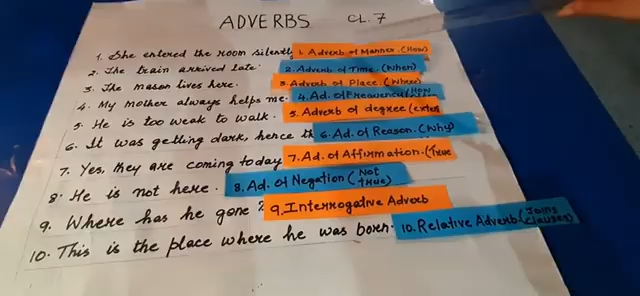 ADVERBS CL.7
1. She entered the room silently 1. Adverb of Manner.(How)
2. The train arrived late. 2. Adverb of Time.(When)
3. The mason lives here. 3. Adverb of Place.(Where)
4. My Mother always helps me. 4. Ad. of Frequency(How
5. He is too weak to walk. 5. Adverb of degree(exten
6. It was getting dark, hence th 6. Ad. of Reason.(Why)
7. Yes, they are coming today 7. Ad. of Affirmation.(True
8. He is not here. 8. Ad. of Negation(Not True)
9. Where has he gone? 9. Interrogative Adverb
10. This is the place where he was born. 10. Relative Adverb(Joins Clauses)